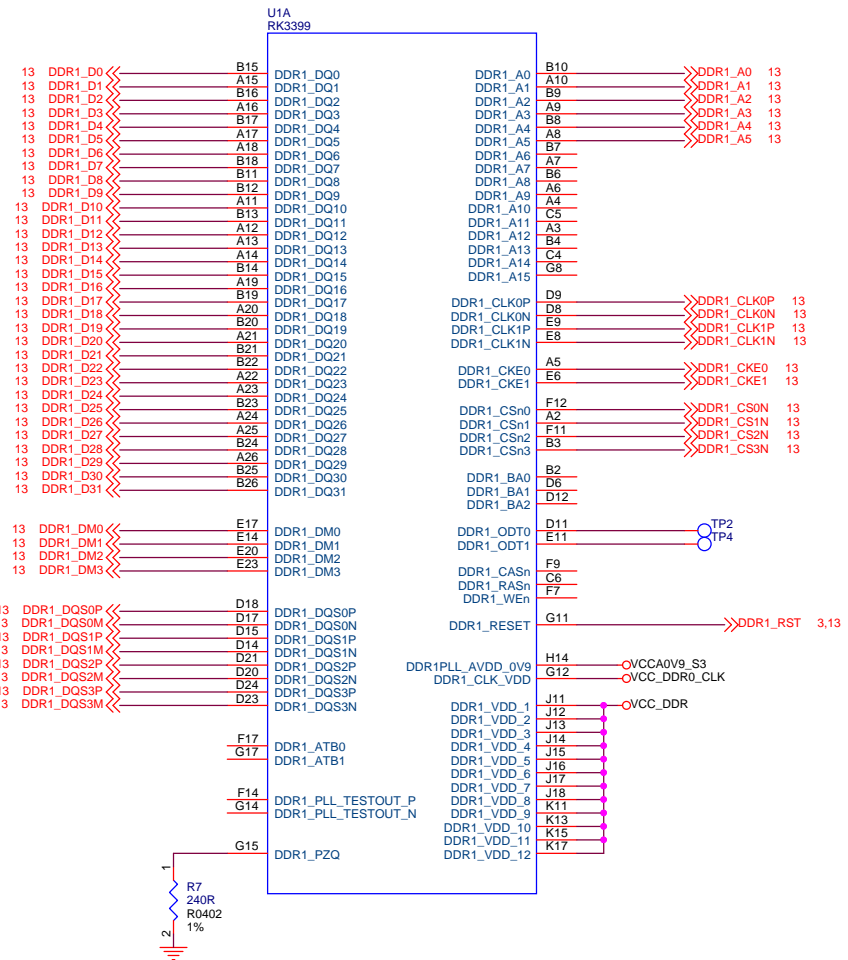 U1A
RK3399
13 DDR1_D0 B15 DDR1_DQ0 DDR1_A0 B10 DDR1_A0 13
13 DDR1_D1 A15 DDR1_DQ1 DDR1_A1 A10 DDR1_A1 13
13 DDR1_D2 B16 DDR1_DQ2 DDR1_A2 B9 DDR1_A2 13
13 DDR1_D3 A16 DDR1_DQ3 DDR1_A3 A9 DDR1_A3 13
13 DDR1_D4 B17 DDR1_DQ4 DDR1_A4 B8 DDR1_A4 13
13 DDR1_D5 A17 DDR1_DQ5 DDR1_A5 A8 DDR1_A5 13
13 DDR1_D6 A18 DDR1_DQ6 DDR1_A6 B7
13 DDR1_D7 B18 DDR1_DQ7 DDR1_A7 A7
13 DDR1_D8 B11 DDR1_DQ8 DDR1_A8 B6
13 DDR1_D9 B12 DDR1_DQ9 DDR1_A9 A6
13 DDR1_D10 A11 DDR1_DQ10 DDR1_A10 A4
13 DDR1_D11 B13 DDR1_DQ11 DDR1_A11 C5
13 DDR1_D12 A12 DDR1_DQ12 DDR1_A12 A3
13 DDR1_D13 A13 DDR1_DQ13 DDR1_A13 B4
13 DDR1_D14 A14 DDR1_DQ14 DDR1_A14 C4
13 DDR1_D15 B14 DDR1_DQ15 DDR1_A15 G8
13 DDR1_D16 A19 DDR1_DQ16
13 DDR1_D17 B19 DDR1_DQ17 DDR1_CLK0P D9 DDR1_CLK0P 13
13 DDR1_D18 A20 DDR1_DQ18 DDR1_CLK0N D8 DDR1_CLK0N 13
13 DDR1_D19 B20 DDR1_DQ19 DDR1_CLK1P E9 DDR1_CLK1P 13
13 DDR1_D20 A21 DDR1_DQ20 DDR1_CLK1N E8 DDR1_CLK1N 13
13 DDR1_D21 B21 DDR1_DQ21
13 DDR1_D22 B22 DDR1_DQ22 DDR1_CKE0 A5 DDR1_CKE0 13
13 DDR1_D23 A22 DDR1_DQ23 DDR1_CKE1 E6 DDR1_CKE1 13
13 DDR1_D24 A23 DDR1_DQ24
13 DDR1_D25 B23 DDR1_DQ25 DDR1_CSn0 F12 DDR1_CS0N 13
13 DDR1_D26 A24 DDR1_DQ26 DDR1_CSn1 A2 DDR1_CS1N 13
13 DDR1_D27 A25 DDR1_DQ27 DDR1_CSn2 F11 DDR1_CS2N 13
13 DDR1_D28 B24 DDR1_DQ28 DDR1_CSn3 B3 DDR1_CS3N 13
13 DDR1_D29 A26 DDR1_DQ29
13 DDR1_D30 B25 DDR1_DQ30 DDR1_BA0 B2
13 DDR1_D31 B26 DDR1_DQ31 DDR1_BA1 D6
DDR1_BA2 D12
13 DDR1_DM0 E17 DDR1_DM0 DDR1_ODT0 D11 TP2
13 DDR1_DM1 E14 DDR1_DM1 DDR1_ODT1 E11 TP4
13 DDR1_DM2 E20 DDR1_DM2
13 DDR1_DM3 E23 DDR1_DM3 DDR1_CASn F9
DDR1_RASn C6
DDR1_WEn F7
13 DDR1_DQS0P D18 DDR1_DQS0P
3 DDR1_DQS0M D17 DDR1_DQS0N DDR1_RESET G11 DDR1_RST 3,13
3 DDR1_DQS1P D15 DDR1_DQS1P
3 DDR1_DQS1M D14 DDR1_DQS1N
3 DDR1_DQS2P D21 DDR1_DQS2P DDR1PLL_AVDD_0V9 H14 VCCA0V9_S3
3 DDR1_DQS2M D20 DDR1_DQS2N DDR1_CLK_VDD G12 VCC_DDR0_CLK
3 DDR1_DQS3P D24 DDR1_DQS3P
3 DDR1_DQS3M D23 DDR1_DQS3N DDR1_VDD_1 J11 VCC_DDR
DDR1_VDD_2 J12
DDR1_VDD_3 J13
F17 DDR1_ATB0 DDR1_VDD_4 J14
G17 DDR1_ATB1 DDR1_VDD_5 J15
DDR1_VDD_6 J16
DDR1_VDD_7 J17
F14 DDR1_PLL_TESTOUT_P DDR1_VDD_8 J18
G14 DDR1_PLL_TESTOUT_N DDR1_VDD_9 K11
DDR1_VDD_10 K13
DDR1_VDD_11 K15
G15 DDR1_PZQ DDR1_VDD_12 K17
1
R7
240R
R0402
1%
2